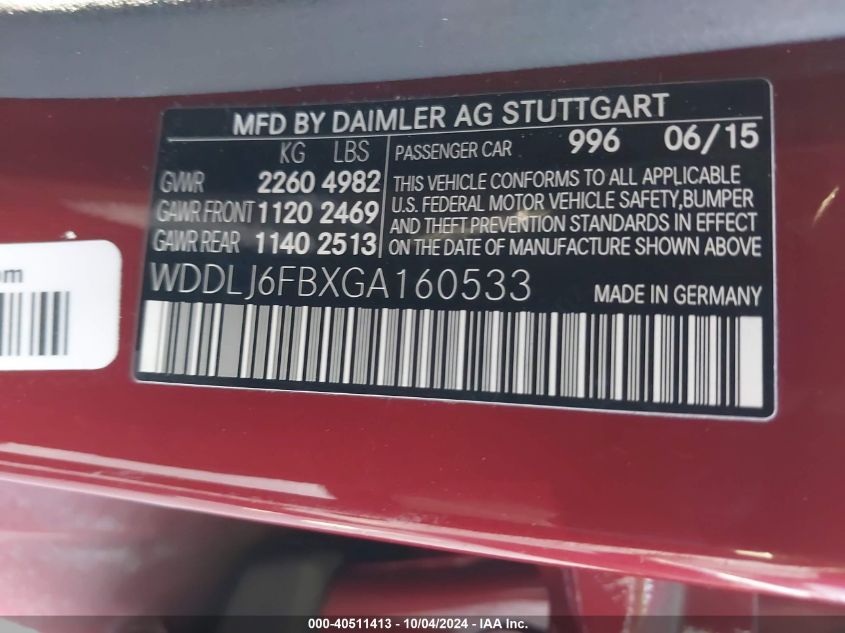 MFD BY DAIMLER AG STUTTGART
KG LBS
GVWR 2260 4982
GAWR FRONT 1120 2469
GAWR REAR 1140 2513
PASSENGER CAR 996 06/15
THIS VEHICLE CONFORMS TO ALL APPLICABLE
U.S. FEDERAL MOTOR VEHICLE SAFETY,BUMPER
AND THEFT PREVENTION STANDARDS IN EFFECT
ON THE DATE OF MANUFACTURE SHOWN ABOVE
WDDLJ6FBXGA160533 MADE IN GERMANY
om
000-40511413 - 10/04/2024 - IAA Inc.